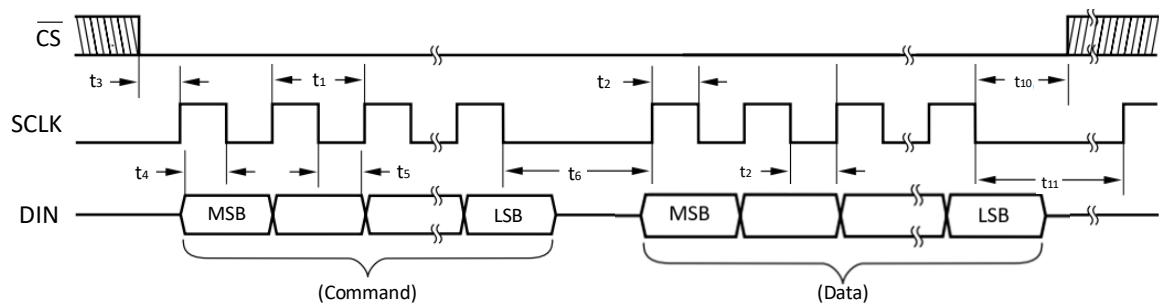 CS
t3
t1
t2
t10
SCLK
t4
t5
t6
t2
t11
DIN
MSB
LSB
MSB
LSB
(Command)
(Data)